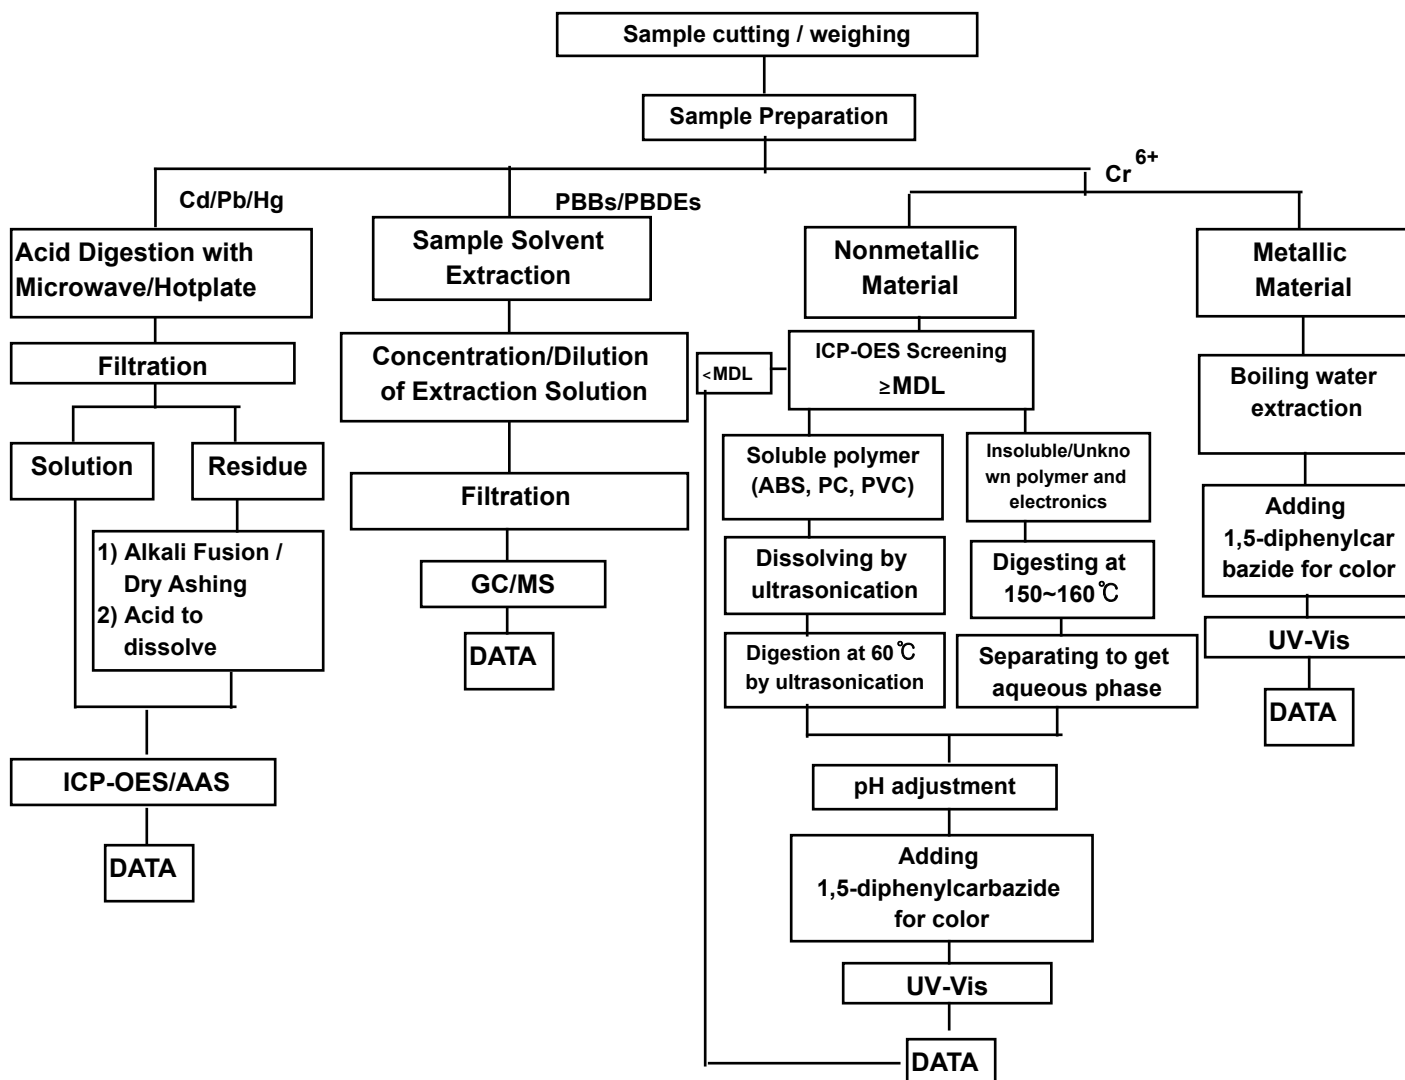 Sample cutting / weighing
Sample Preparation
Cr 6+
Cd/Pb/Hg
PBBs/PBDEs
Acid Digestion with
Microwave/Hotplate
Sample Solvent
Extraction
Nonmetallic
Material
Metallic
Material
Filtration
Concentration/Dilution
of Extraction Solution
<MDL
ICP-OES Screening
≥MDL
Boiling water
extraction
Solution
Residue
Filtration
Soluble polymer
(ABS, PC, PVC)
Insoluble/Unkno
wn polymer and
electronics
Adding
1,5-diphenylcar
bazide for color
1) Alkali Fusion /
Dry Ashing
2) Acid to
dissolve
GC/MS
Dissolving by
ultrasonication
Digesting at
150~160℃
UV-Vis
DATA
Digestion at 60℃
by ultrasonication
Separating to get
aqueous phase
DATA
ICP-OES/AAS
pH adjustment
DATA
Adding
1,5-diphenylcarbazide
for color
UV-Vis
DATA